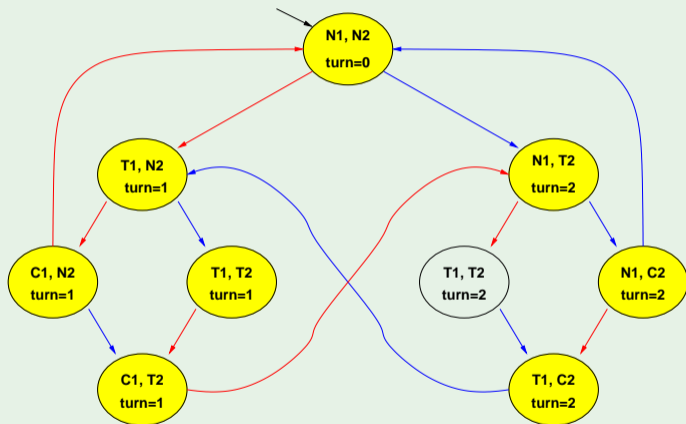 N1, N2
turn=0
T1, N2
turn=1
N1, T2
turn=2
C1, N2
turn=1
T1, T2
turn=1
T1, T2
turn=2
N1, C2
turn=2
C1, T2
turn=1
T1, C2
turn=2